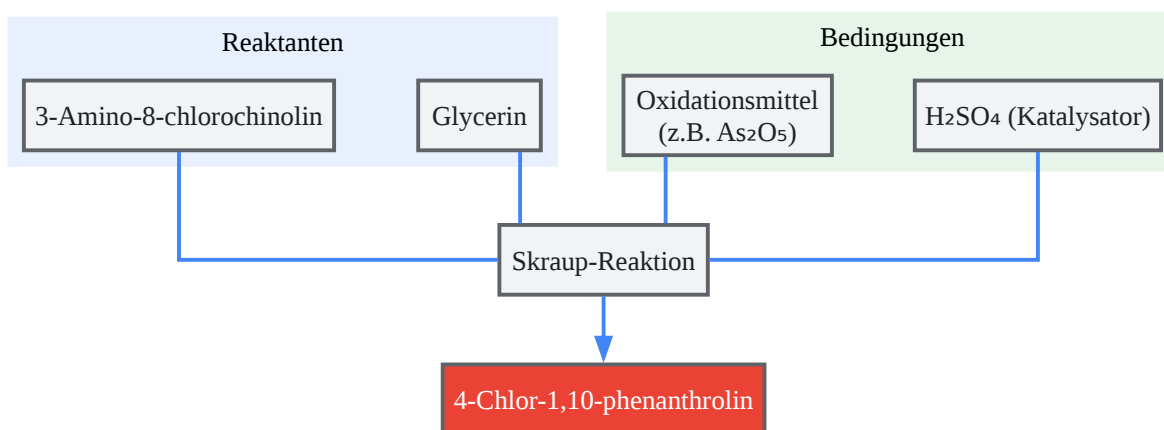 Reaktanten
Bedingungen
3-Amino-8-chlorochinolin
Glycerin
Oxidationsmittel
(z.B. As₂O₅)
H₂SO₄ (Katalysator)
Skraup-Reaktion
4-Chlor-1,10-phenanthrolin